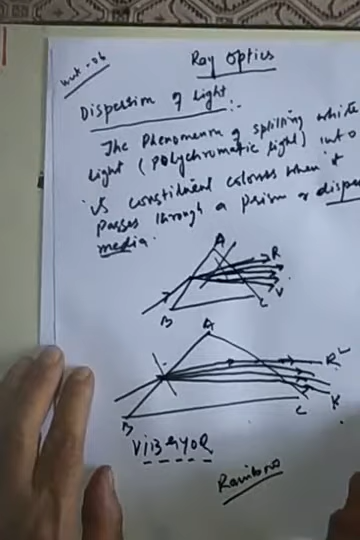 Ray Optics
Dispersion of light:-
The Phenomenon of splitting white
light (Polychromatic light) into
its constituent colours when it
passes through a prism or
media.
A
R
V
B
C
A
R
B
C
VIBGYOR
Rainbow